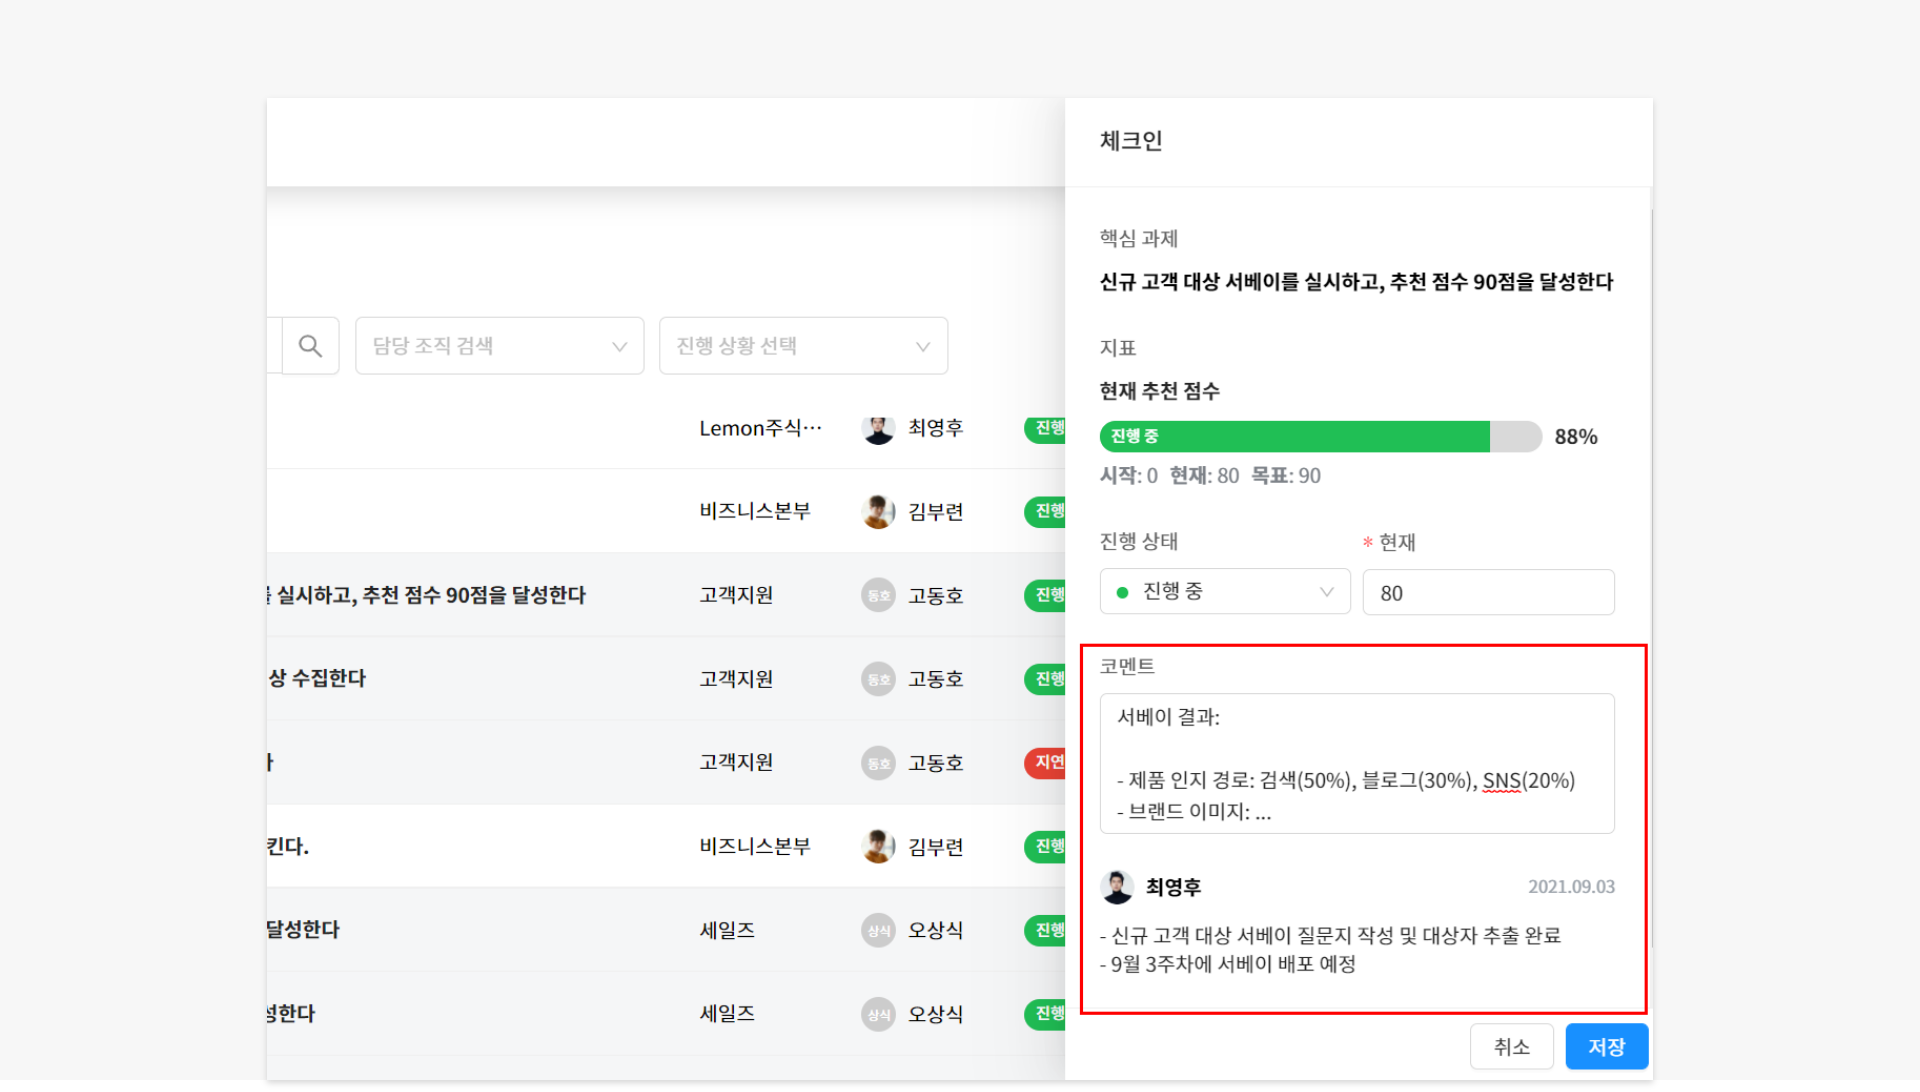 체크인
핵심 과제
신규 고객 대상 서베이를 실시하고, 추천 점수 90점을 달성한다
지표
현재 추천 점수
진행 중 88%
시작: 0 현재: 80 목표: 90
진행 상태 * 현재
진행 중 80
코멘트
서베이 결과:
- 제품 인지 경로: 검색(50%), 블로그(30%), SNS(20%)
- 브랜드 이미지: ...
최영후 2021.09.03
- 신규 고객 대상 서베이 질문지 작성 및 대상자 추출 완료
- 9월 3주차에 서베이 배포 예정
취소 저장
담당 조직 검색 진행 상황 선택
Lemon주식··· 최영후 진행
비즈니스본부 김부련 진행
실시하고, 추천 점수 90점을 달성한다 고객지원 동호 고동호 진행
상 수집한다 고객지원 동호 고동호 진행
고객지원 동호 고동호 지연
킨다. 비즈니스본부 김부련 진행
달성한다 세일즈 상식 오상식 진행
성한다 세일즈 상식 오상식 진행